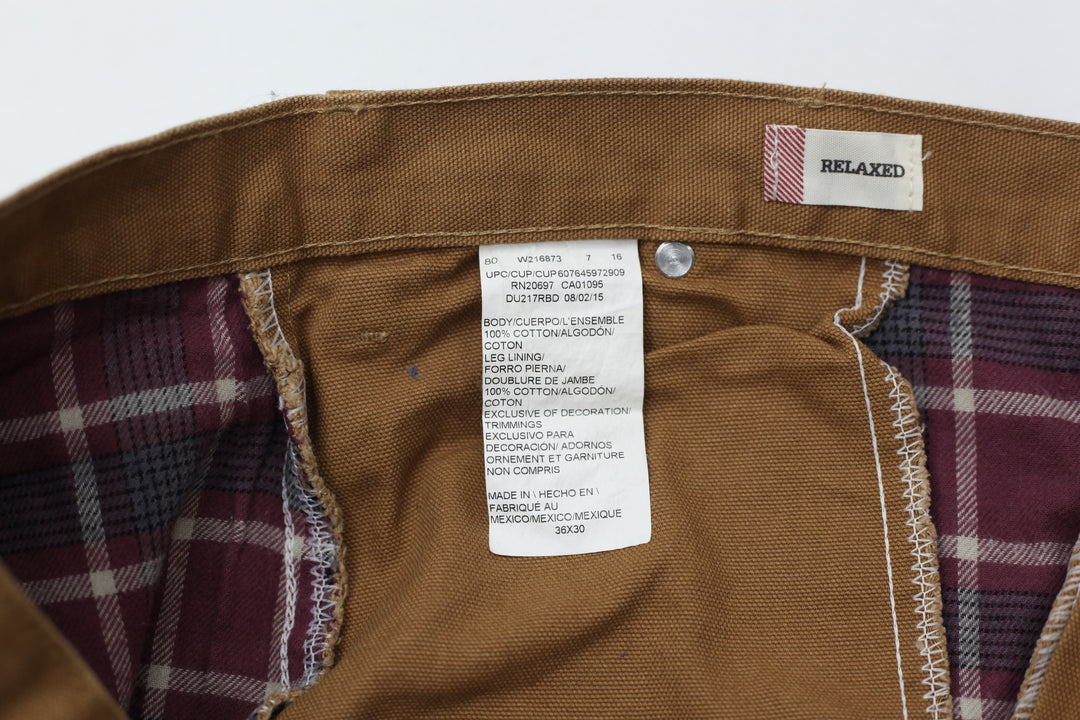 RELAXED
BO W216873 7 16
UPC/CUP/CUP607645972909
RN20697 CA01095
DU217RBD 08/02/15
BODY/CUERPO/L'ENSEMBLE
100% COTTON/ALGODÓN/
COTON
LEG LINING/
FORRO PIERNA/
DOUBLURE DE JAMBE
100% COTTON/ALGODÓN/
COTON
EXCLUSIVE OF DECORATION/
TRIMMINGS
EXCLUSIVO PARA
DECORACIÓN/ ADORNOS
ORNEMENT ET GARNITURE
NON COMPRIS
MADE IN \ HECHO EN \
FABRIQUÉ AU
MEXICO/MEXICO/MEXIQUE
36X30